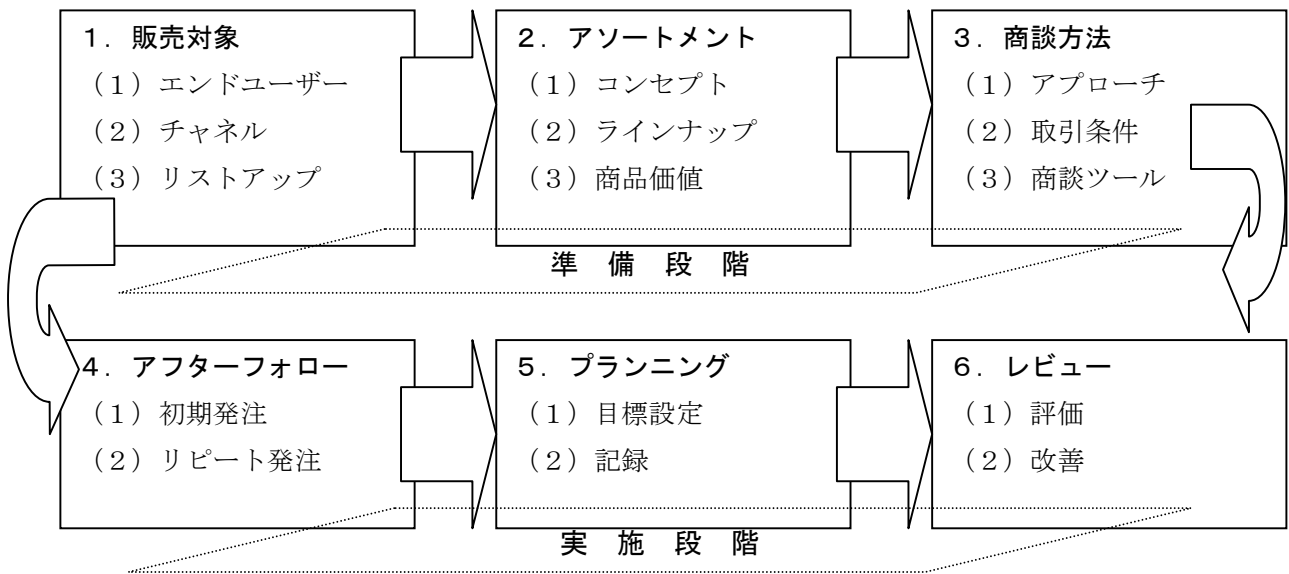 １．販売対象
（１）エンドユーザー
（２）チャネル
（３）リストアップ
２．アソートメント
（１）コンセプト
（２）ラインナップ
（３）商品価値
３．商談方法
（１）アプローチ
（２）取引条件
（３）商談ツール
準備段階
４．アフターフォロー
（１）初期発注
（２）リピート発注
５．プランニング
（１）目標設定
（２）記録
６．レビュー
（１）評価
（２）改善
実施段階